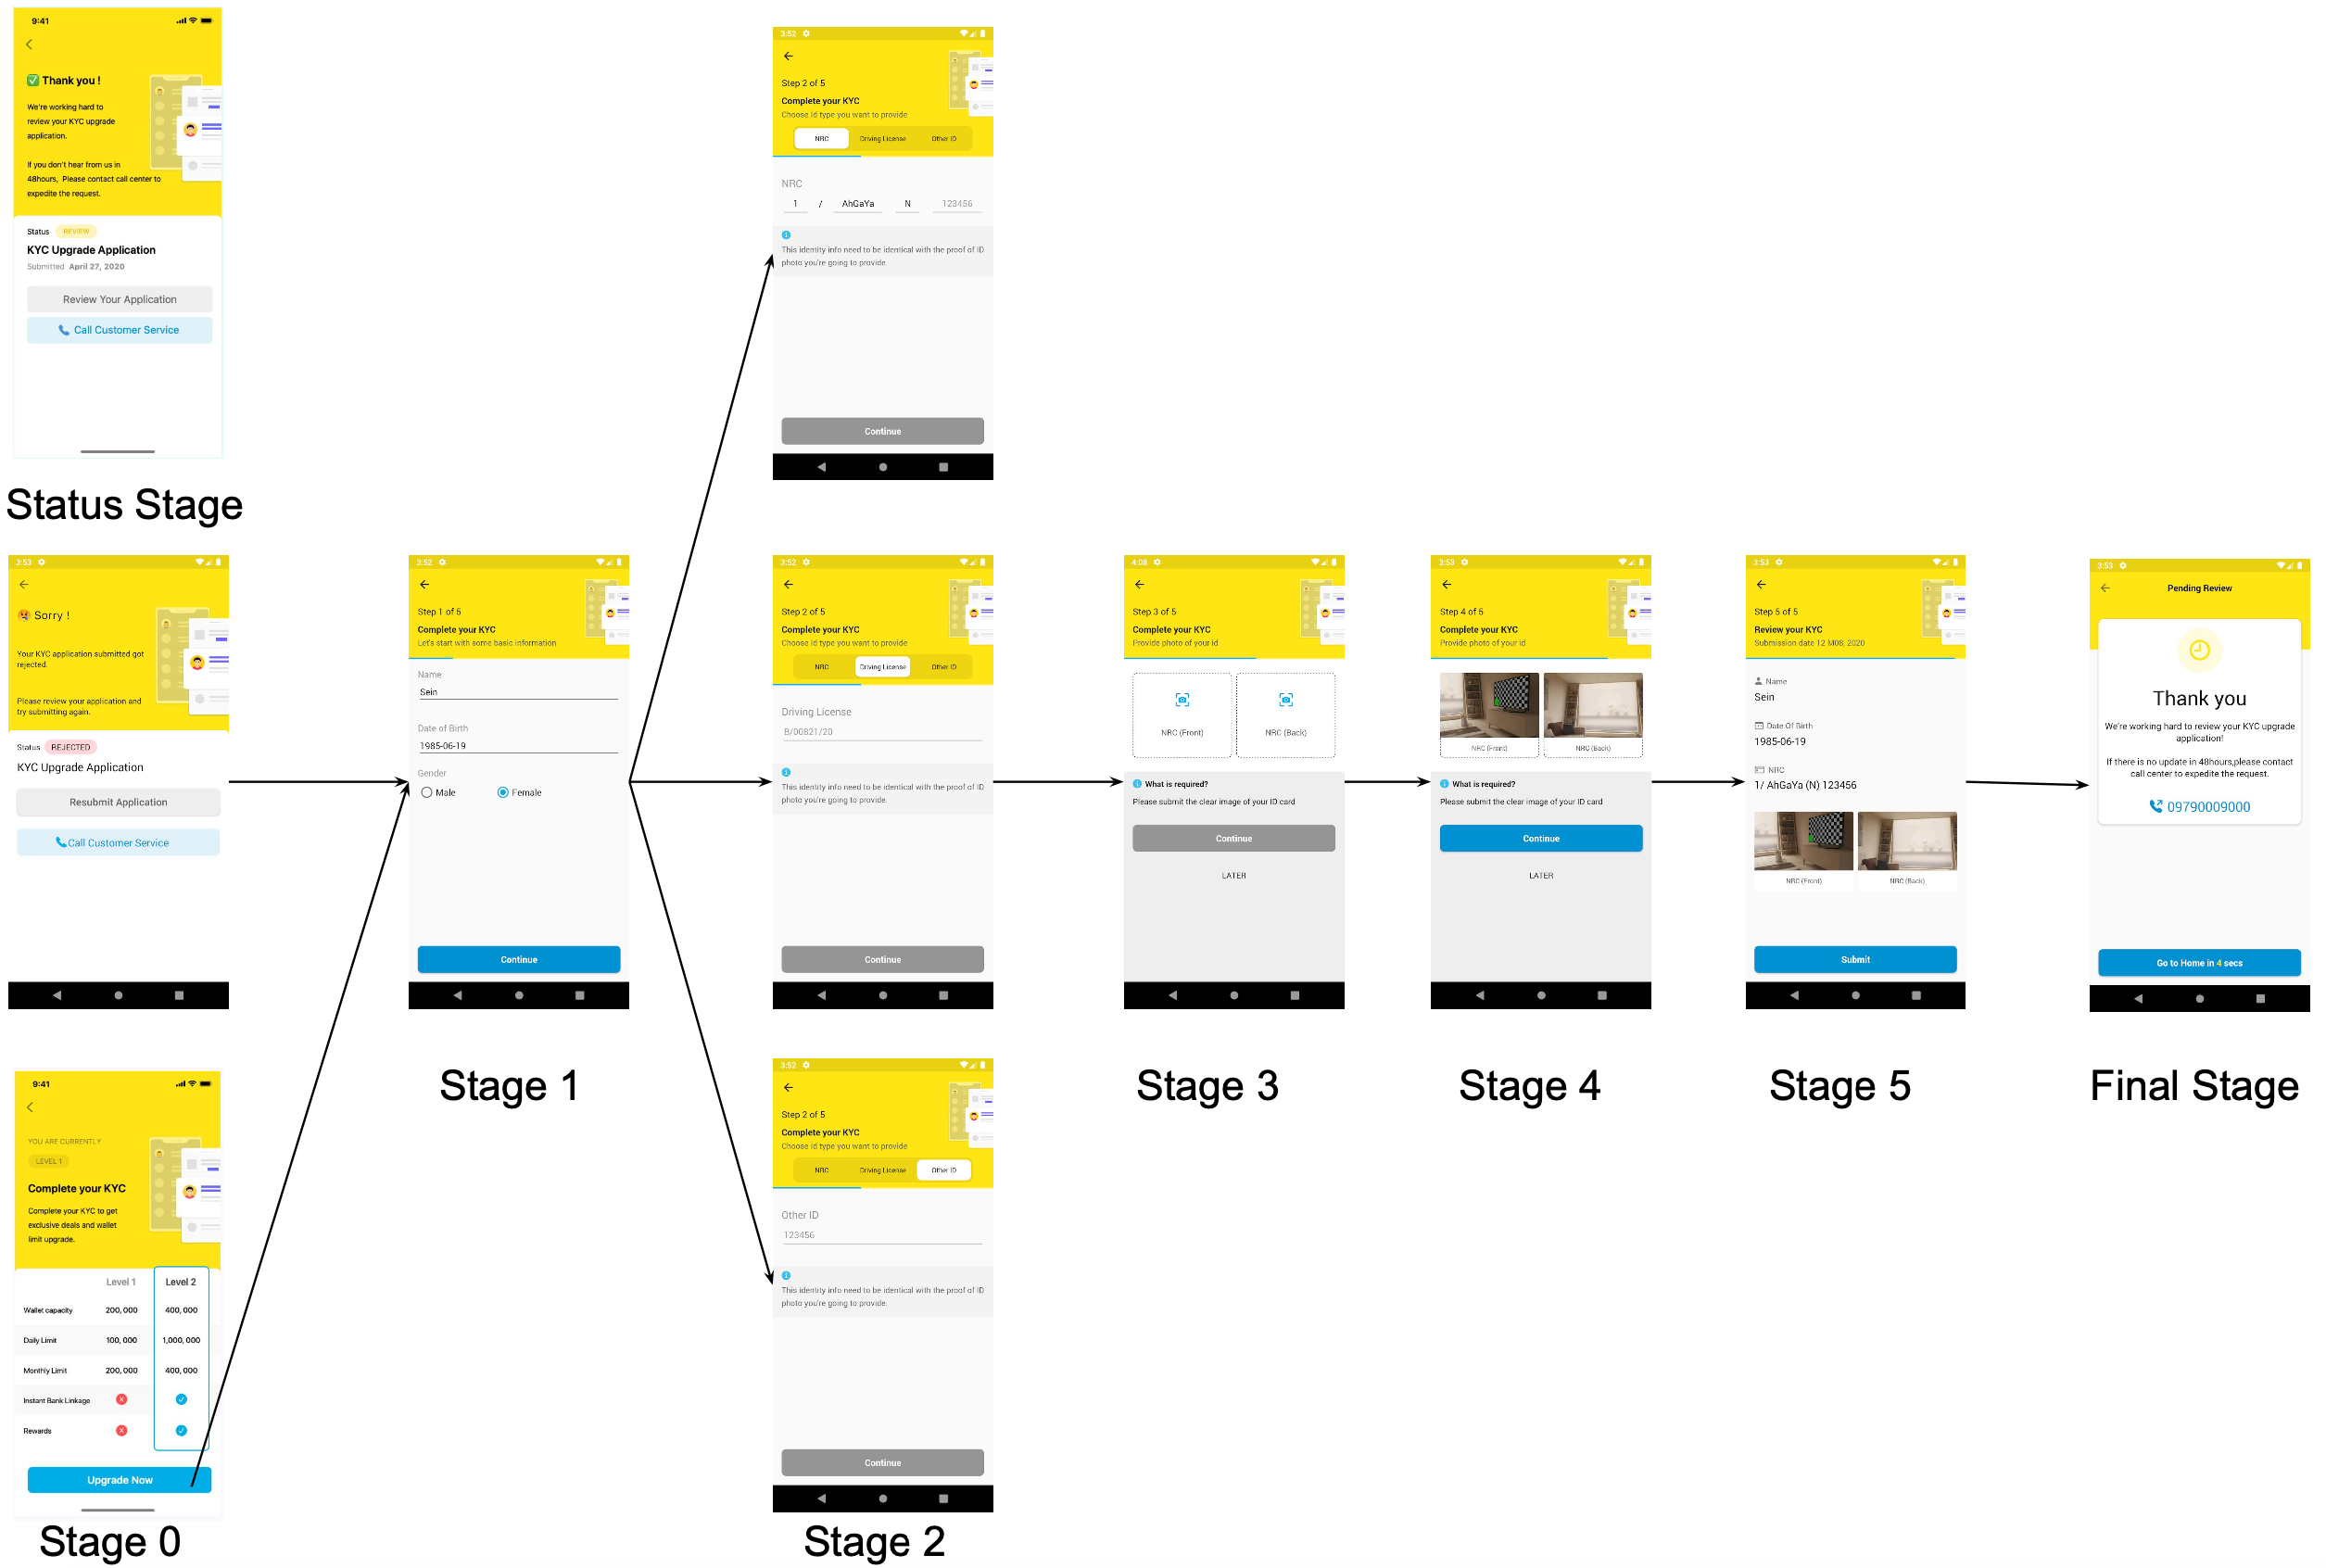 9:41
✅ Thank you !
We're working hard to
review your KYC upgrade
application.
If you don't hear from us in
48hours, Please contact call center to
expedite the request.
Status REVIEW
KYC Upgrade Application
Submitted April 27, 2020
Review Your Application
Call Customer Service
Status Stage
3:53
Sorry !
Your KYC application submitted got
rejected.
Please review your application and
try submitting again.
Status REJECTED
KYC Upgrade Application
Resubmit Application
Call Customer Service
9:41
YOU ARE CURRENTLY
LEVEL 1
Complete your KYC
Complete your KYC to get
exclusive deals and wallet
limit upgrade.
Level 1 Level 2
Wallet capacity 200,000 400,000
Daily Limit 100,000 1,000,000
Monthly Limit 200,000 400,000
Instant Bank Linkage
Rewards
Upgrade Now
Stage 0
3:52
Step 1 of 5
Complete your KYC
Let's start with some basic information
Name
Sein
Date of Birth
1985-06-19
Gender
Male Female
Continue
Stage 1
3:52
Step 2 of 5
Complete your KYC
Choose Id type you want to provide
NRC Driving License Other ID
NRC
1 / AhGaYa N 123456
This identity info need to be identical with the proof of ID
photo you're going to provide.
Continue
3:52
Step 2 of 5
Complete your KYC
Choose Id type you want to provide
NRC Driving License Other ID
Driving License
B/00821/20
This identity info need to be identical with the proof of ID
photo you're going to provide.
Continue
3:52
Step 2 of 5
Complete your KYC
Choose Id type you want to provide
NRC Driving License Other ID
Other ID
123456
This identity info need to be identical with the proof of ID
photo you're going to provide.
Continue
Stage 2
4:08
Step 3 of 5
Complete your KYC
Provide photo of your id
NRC (Front) NRC (Back)
What is required?
Please submit the clear image of your ID card
Continue
LATER
Stage 3
3:53
Step 4 of 5
Complete your KYC
Provide photo of your id
NRC (Front) NRC (Back)
What is required?
Please submit the clear image of your ID card
Continue
LATER
Stage 4
3:53
Step 5 of 5
Review your KYC
Submission date 12 M08, 2020
Name
Sein
Date Of Birth
1985-06-19
NRC
1/ AhGaYa (N) 123456
NRC (Front) NRC (Back)
Submit
Stage 5
3:53
Pending Review
Thank you
We're working hard to review your KYC upgrade
application!
If there is no update in 48hours,please contact
call center to expedite the request.
09790009000
Go to Home in 4 secs
Final Stage